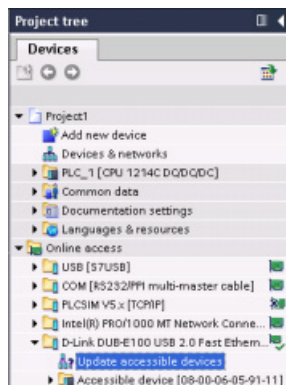 Project tree
Devices
Project1
Add new device
Devices & networks
PLC_1 [CPU 1214C DC/DC/DC]
Common data
Documentation settings
Languages & resources
Online access
USB [S7USB]
COM [RS232/PPI multi-master cable]
PLCSIM V5.x [TCP/IP]
Intel(R) PRO/1000 MT Network Conne...
D-Link DUB-E100 USB 2.0 Fast Ethern...
Update accessible devices
Accessible device [08-00-06-05-91-11]